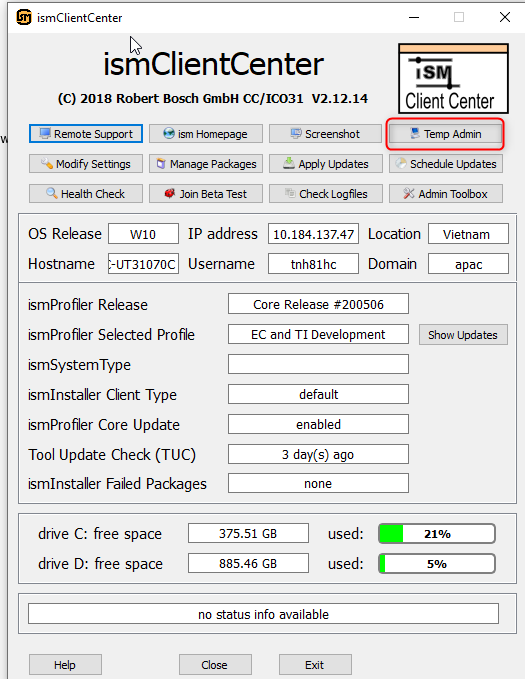 ismClientCenter
ismClientCenter
iSM
(C) 2018 Robert Bosch GmbH CC/ICO31 V2.12.14
Client Center
Remote Support ism Homepage Screenshot Temp Admin
Modify Settings Manage Packages Apply Updates Schedule Updates
Health Check Join Beta Test Check Logfiles Admin Toolbox
OS Release W10 IP address 10.184.137.47 Location Vietnam
Hostname C-UT31070C Username tnh81hc Domain apac
ismProfiler Release Core Release #200506
ismProfiler Selected Profile EC and TI Development Show Updates
ismSystemType
ismInstaller Client Type default
ismProfiler Core Update enabled
Tool Update Check (TUC) 3 day(s) ago
ismInstaller Failed Packages none
drive C: free space 375.51 GB used: 21%
drive D: free space 885.46 GB used: 5%
no status info available
Help Close Exit